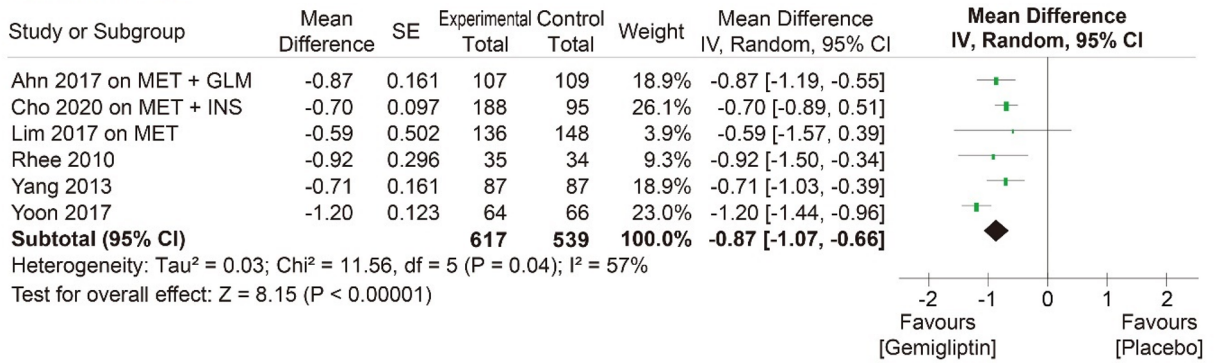 Study or Subgroup Mean Difference SE Experimental Total Control Total Weight Mean Difference IV, Random, 95% CI Mean Difference IV, Random, 95% CI
Ahn 2017 on MET + GLM -0.87 0.161 107 109 18.9% -0.87 [-1.19, -0.55]
Cho 2020 on MET + INS -0.70 0.097 188 95 26.1% -0.70 [-0.89, 0.51]
Lim 2017 on MET -0.59 0.502 136 148 3.9% -0.59 [-1.57, 0.39]
Rhee 2010 -0.92 0.296 35 34 9.3% -0.92 [-1.50, -0.34]
Yang 2013 -0.71 0.161 87 87 18.9% -0.71 [-1.03, -0.39]
Yoon 2017 -1.20 0.123 64 66 23.0% -1.20 [-1.44, -0.96]
Subtotal (95% CI) 617 539 100.0% -0.87 [-1.07, -0.66]
Heterogeneity: Tau² = 0.03; Chi² = 11.56, df = 5 (P = 0.04); I² = 57%
Test for overall effect: Z = 8.15 (P < 0.00001)
-2 -1 0 1 2
Favours [Gemigliptin] Favours [Placebo]